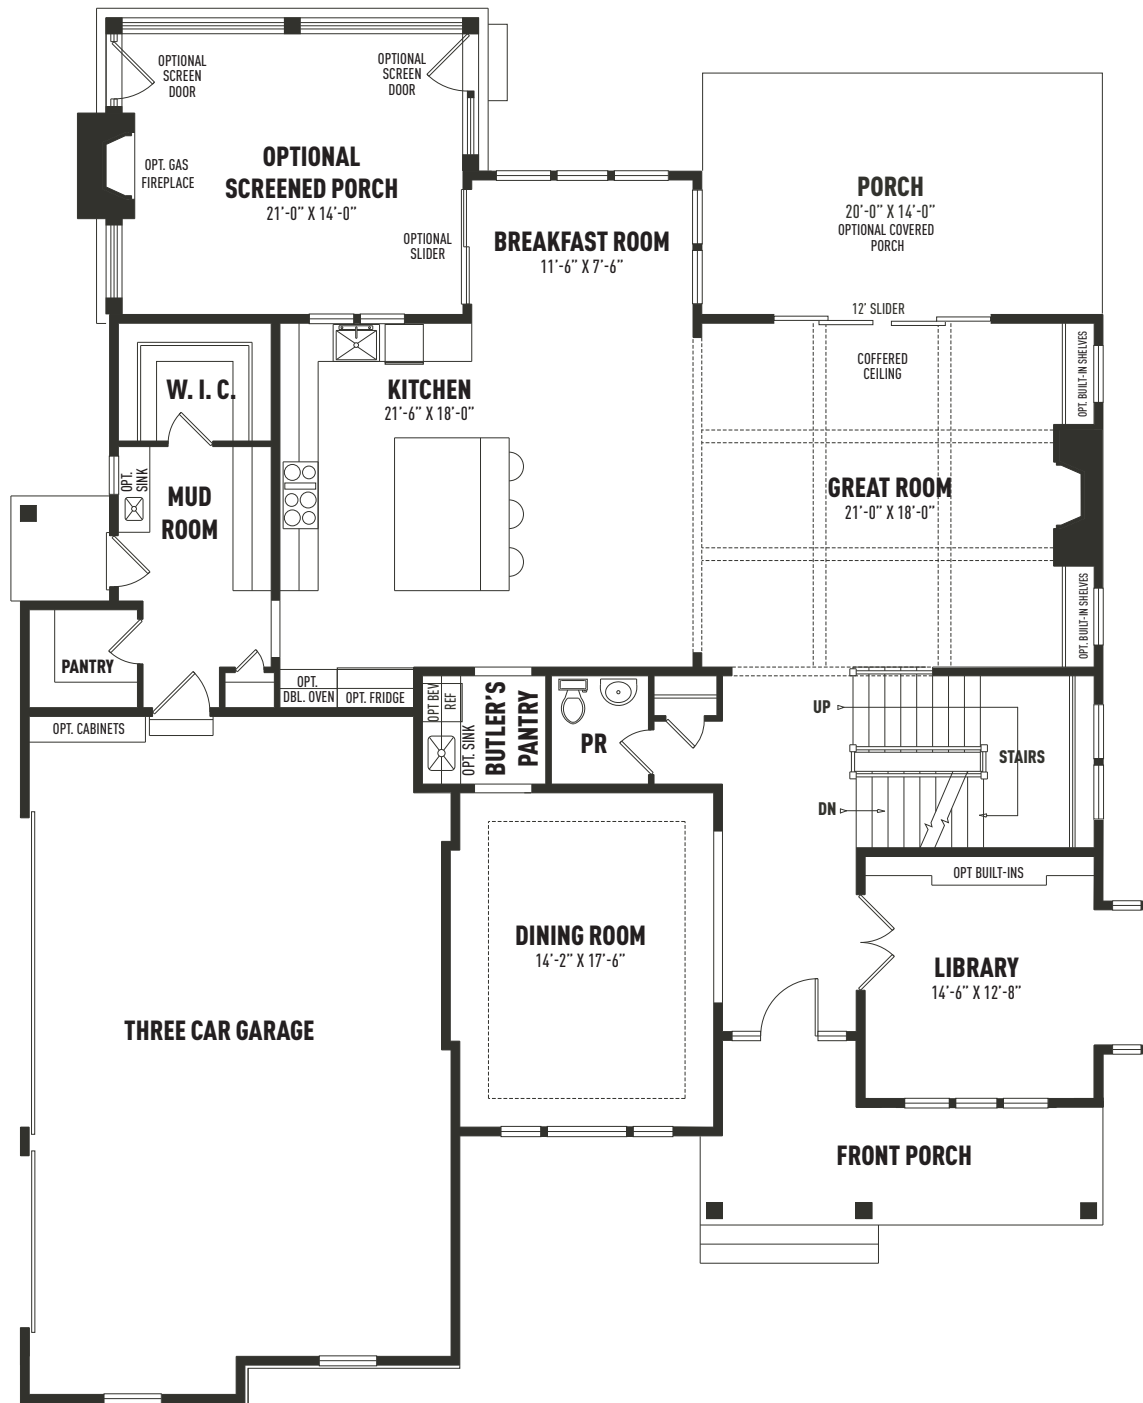 OPTIONAL
SCREEN
DOOR
OPTIONAL
SCREEN
DOOR
OPT. GAS
FIREPLACE
OPTIONAL
SCREENED PORCH
21'-0" X 14'-0"
OPTIONAL
SLIDER
BREAKFAST ROOM
11'-6" X 7'-6"
PORCH
20'-0" X 14'-0"
OPTIONAL COVERED
PORCH
12' SLIDER
COFFERED
CEILING
OPT. BUILT-IN SHELVES
W. I. C.
KITCHEN
21'-6" X 18'-0"
OPT.
SINK
MUD
ROOM
GREAT ROOM
21'-0" X 18'-0"
OPT. BUILT-IN SHELVES
PANTRY
OPT.
DBL. OVEN
OPT. FRIDGE
OPT. CABINETS
OPT BEV
REF
OPT. SINK
BUTLER'S
PANTRY
PR
UP
STAIRS
DN
OPT BUILT-INS
DINING ROOM
14'-2" X 17'-6"
LIBRARY
14'-6" X 12'-8"
THREE CAR GARAGE
FRONT PORCH